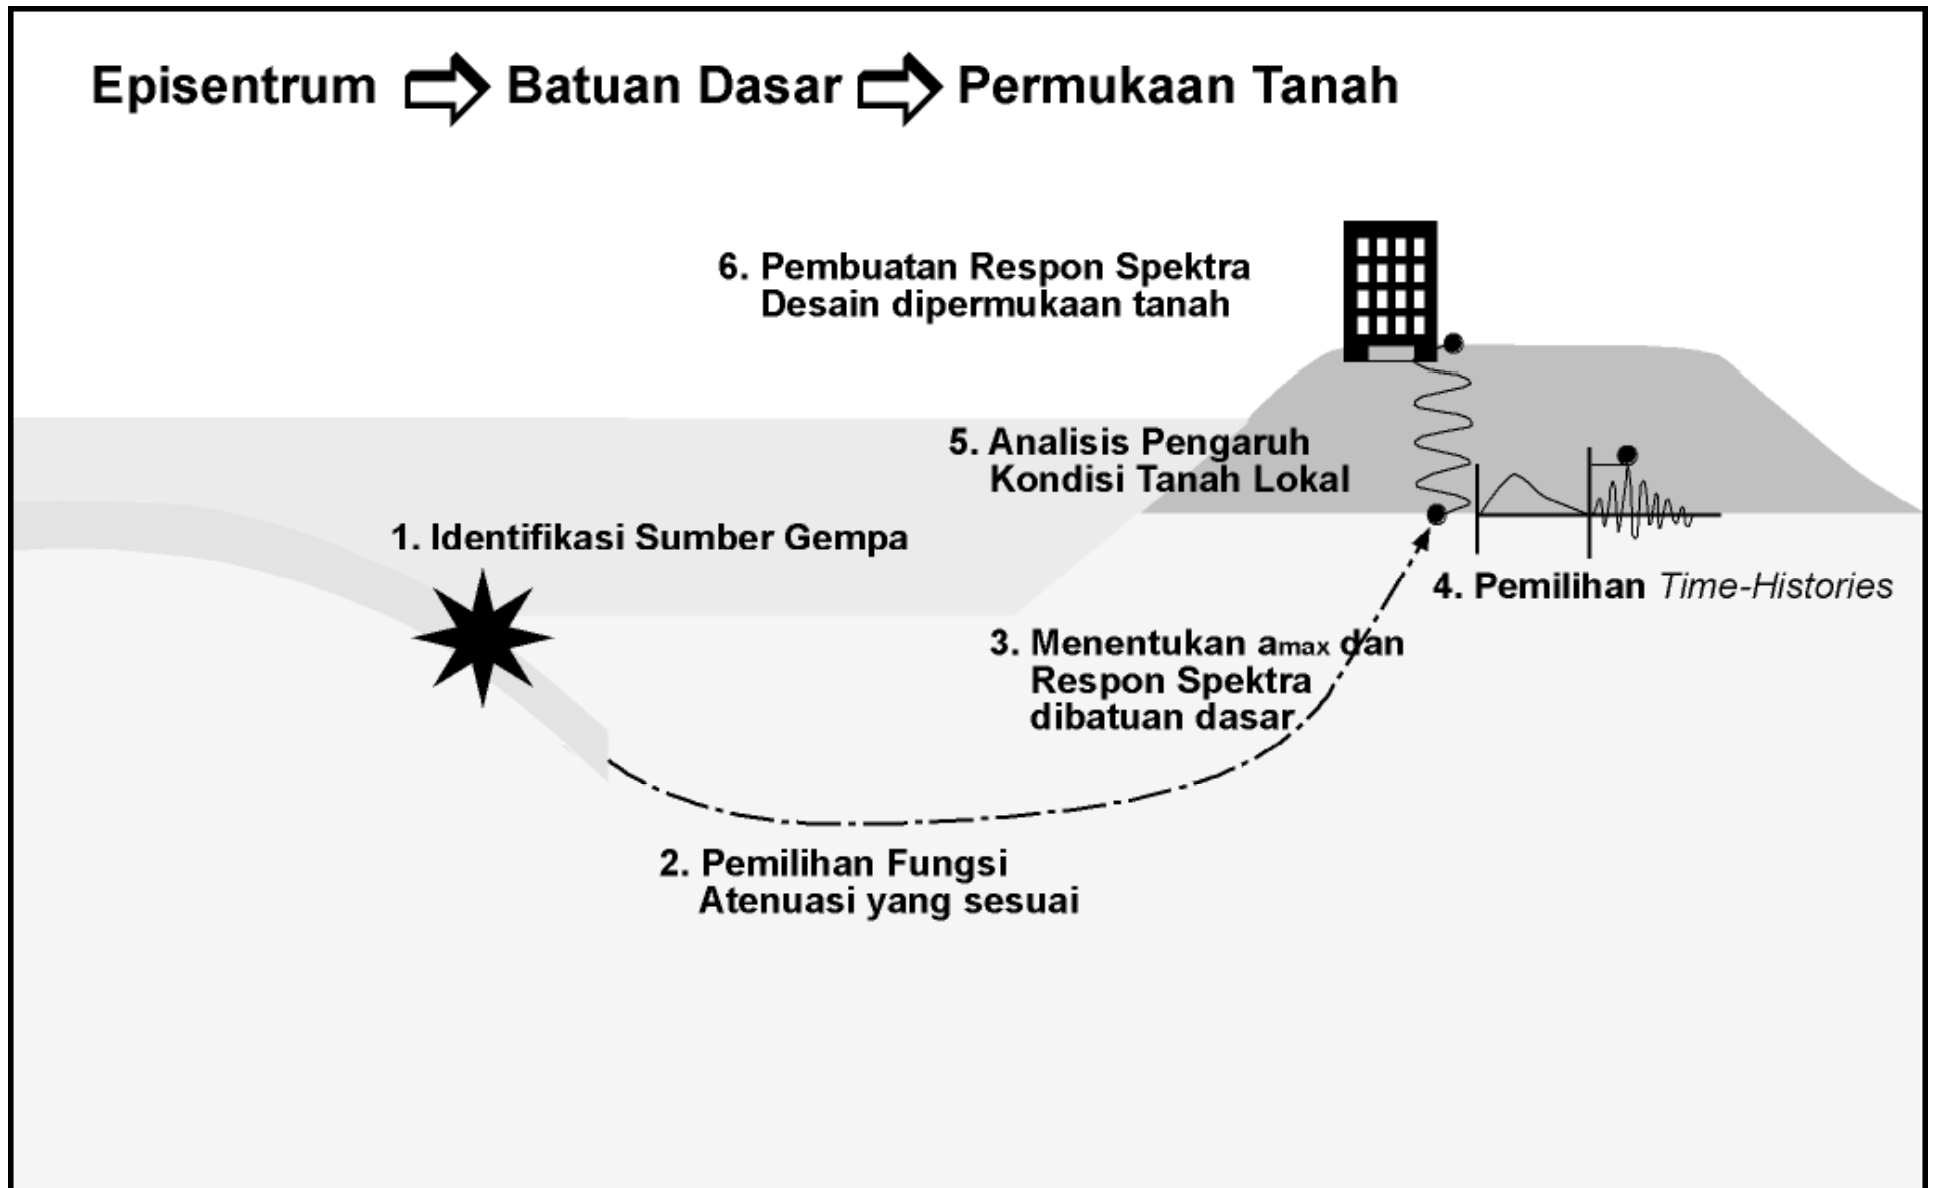 Episentrum ⇨ Batuan Dasar ⇨ Permukaan Tanah
6. Pembuatan Respon Spektra
Desain dipermukaan tanah
5. Analisis Pengaruh
Kondisi Tanah Lokal
1. Identifikasi Sumber Gempa
4. Pemilihan Time-Histories
3. Menentukan amax dan
Respon Spektra
dibatuan dasar
2. Pemilihan Fungsi
Atenuasi yang sesuai